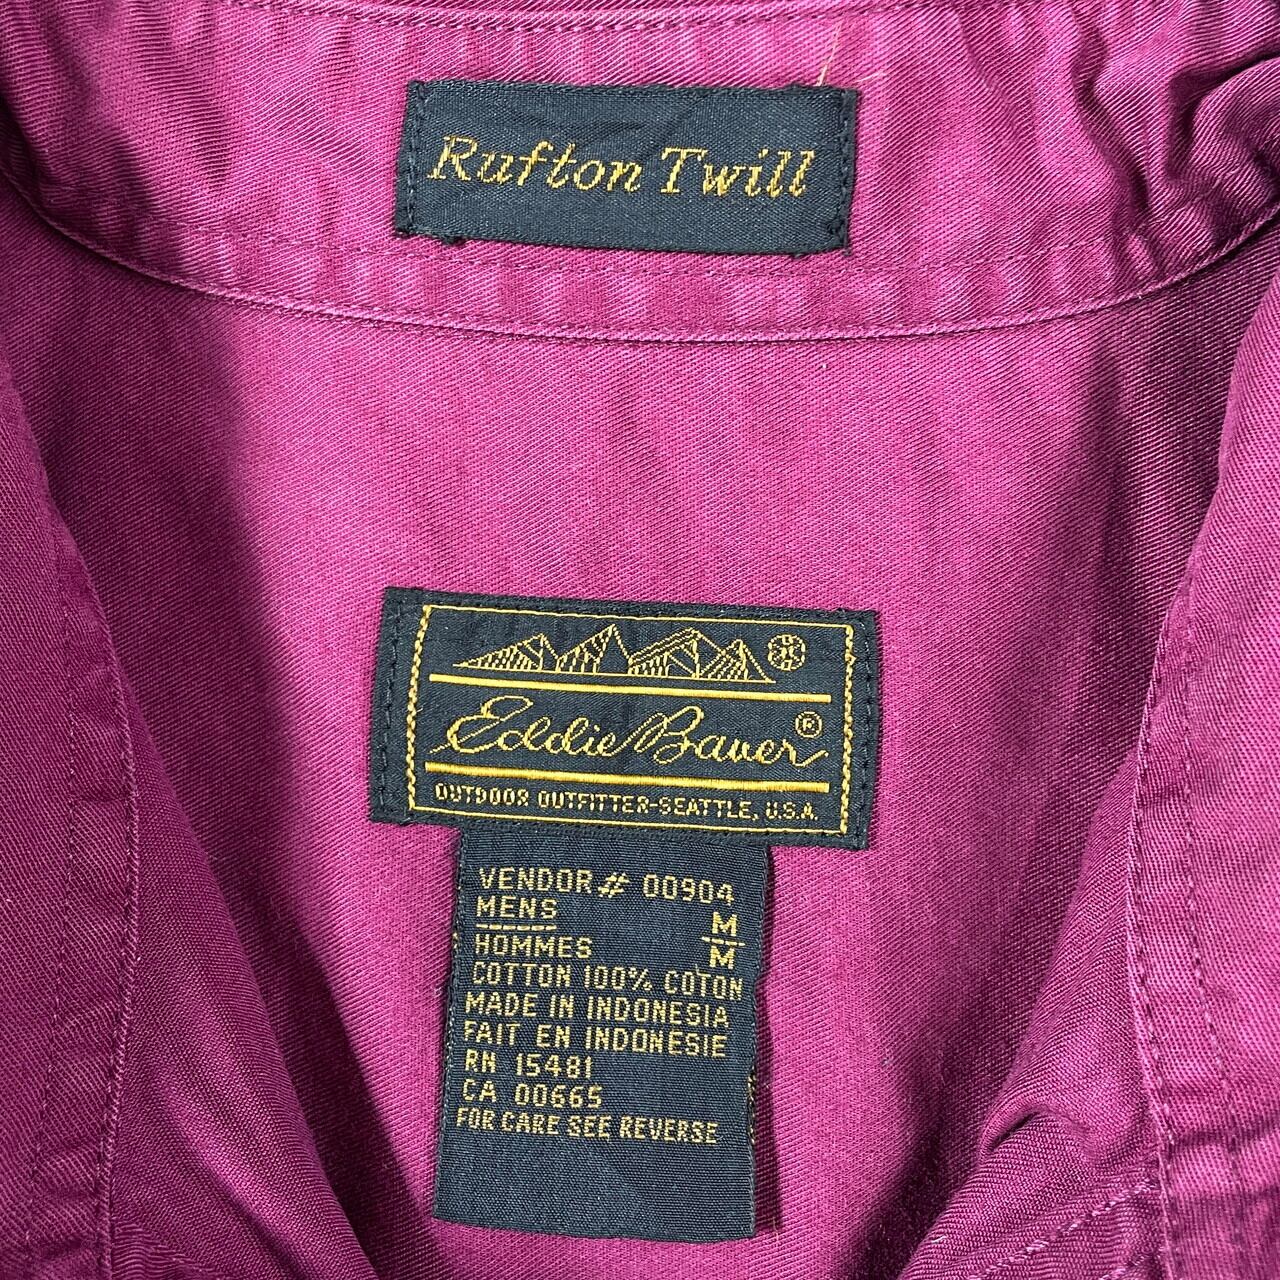 Rufton Twill
Eddie Bauer ®
OUTDOOR OUTFITTER-SEATTLE, U.S.A.
VENDOR # 00904
MENS M
HOMMES M
COTTON 100% COTON
MADE IN INDONESIA
FAIT EN INDONESIE
RN 15481
CA 00665
FOR CARE SEE REVERSE